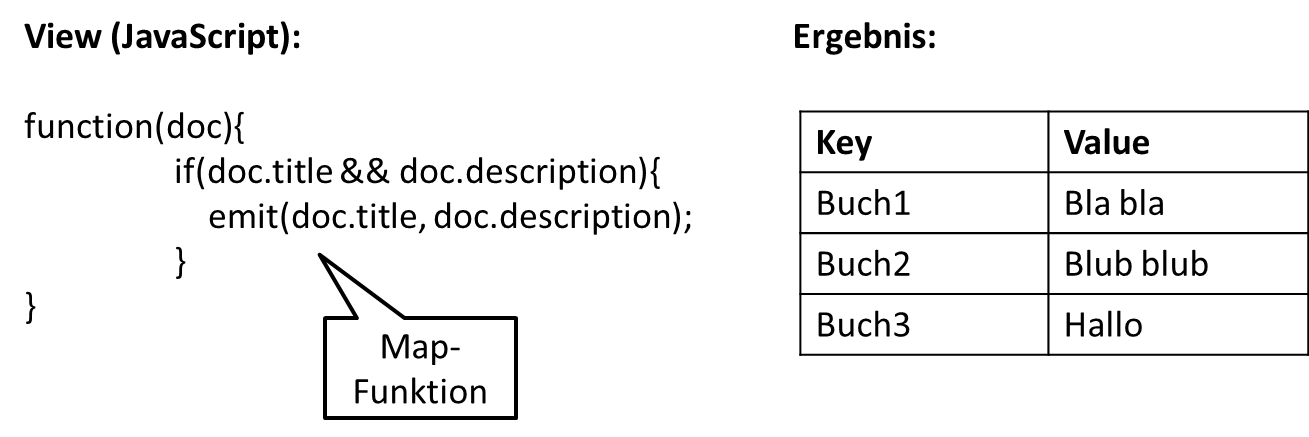 View (JavaScript):
function(doc){
if(doc.title && doc.description){
emit(doc.title, doc.description);
}
}
Map-
Funktion
Ergebnis:
Key Value
Buch1 Bla bla
Buch2 Blub blub
Buch3 Hallo